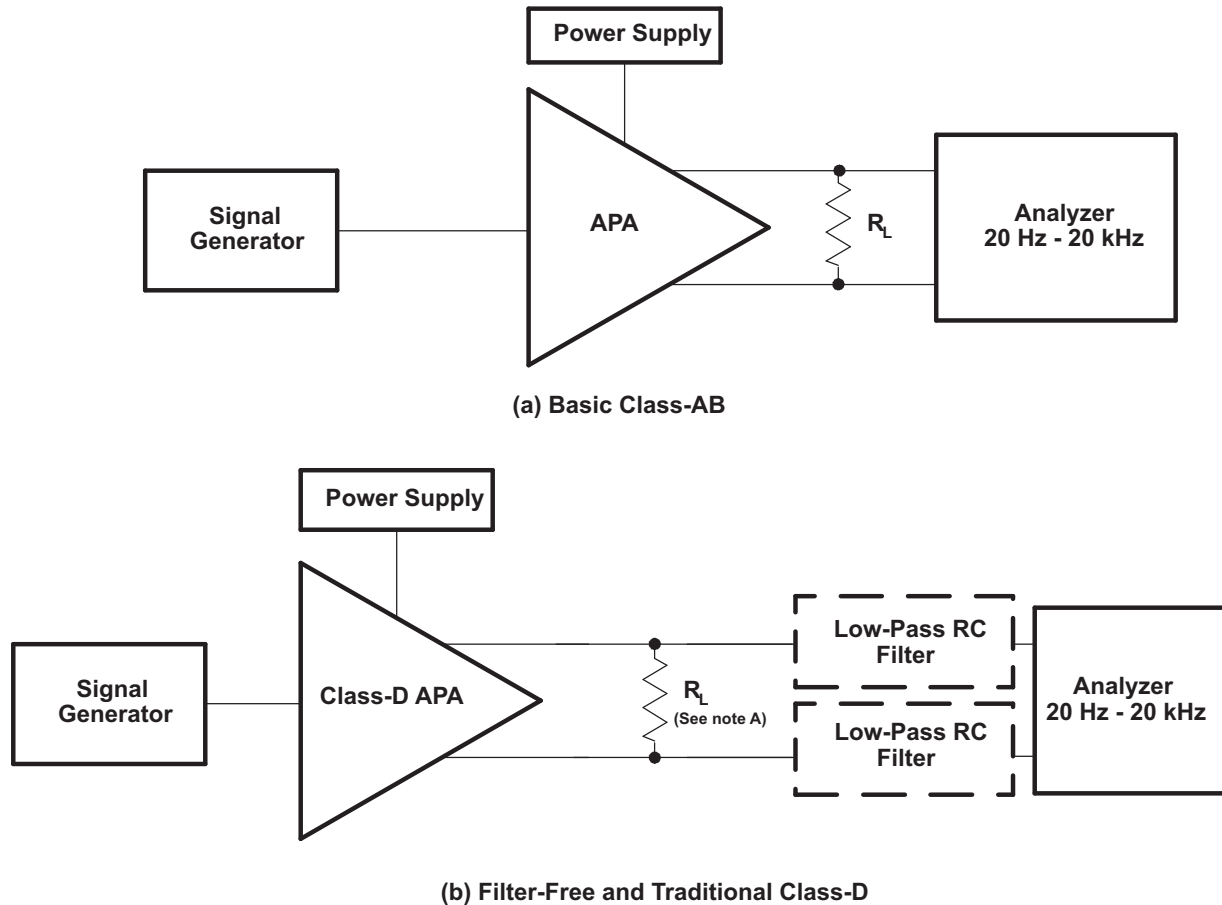 Power Supply
Signal
Generator
APA
R_L
Analyzer
20 Hz - 20 kHz
(a) Basic Class-AB
Power Supply
Signal
Generator
Class-D APA
R_L
(See note A)
Low-Pass RC
Filter
Low-Pass RC
Filter
Analyzer
20 Hz - 20 kHz
(b) Filter-Free and Traditional Class-D